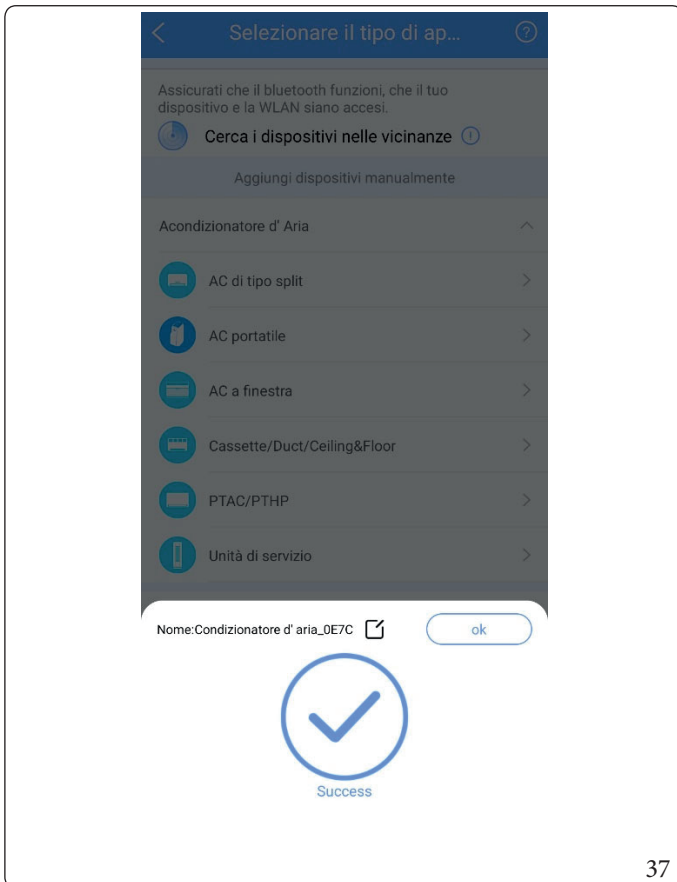 Selezionare il tipo di ap...
Assicurati che il bluetooth funzioni, che il tuo
dispositivo e la WLAN siano accesi.
Cerca i dispositivi nelle vicinanze
Aggiungi dispositivi manualmente
Acondizionatore d' Aria
AC di tipo split
AC portatile
AC a finestra
Cassette/Duct/Ceiling&Floor
PTAC/PTHP
Unità di servizio
Nome:Condizionatore d' aria_0E7C
ok
Success
37